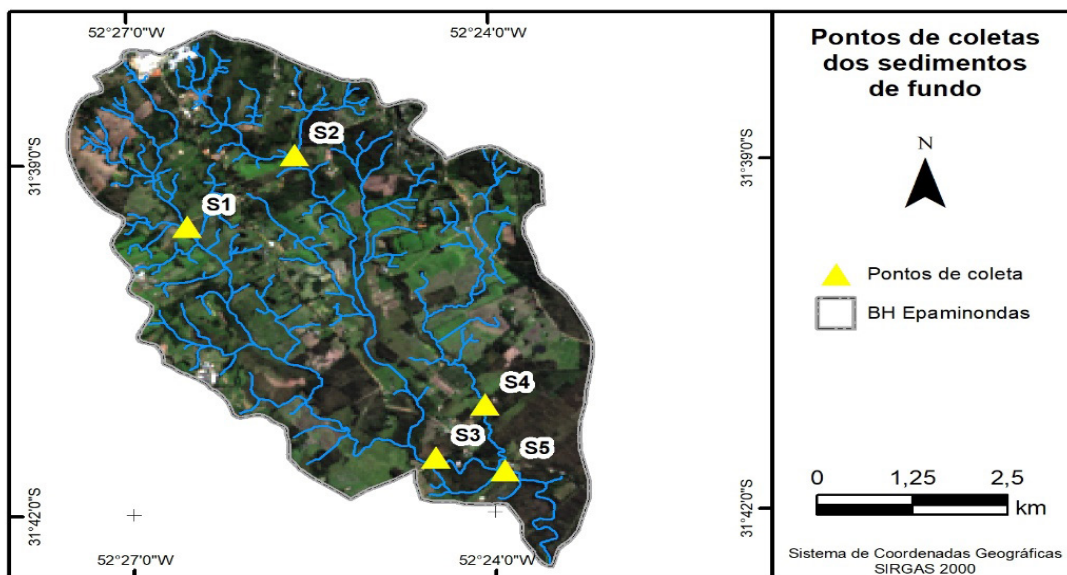 52°27'0"W
52°24'0"W
31°39'0"S
31°39'0"S
S2
S1
S4
S3
S5
31°42'0"S
31°42'0"S
52°27'0"W
52°24'0"W
Pontos de coletas
dos sedimentos
de fundo
N
Pontos de coleta
BH Epaminondas
0 1,25 2,5
km
Sistema de Coordenadas Geográficas
SIRGAS 2000